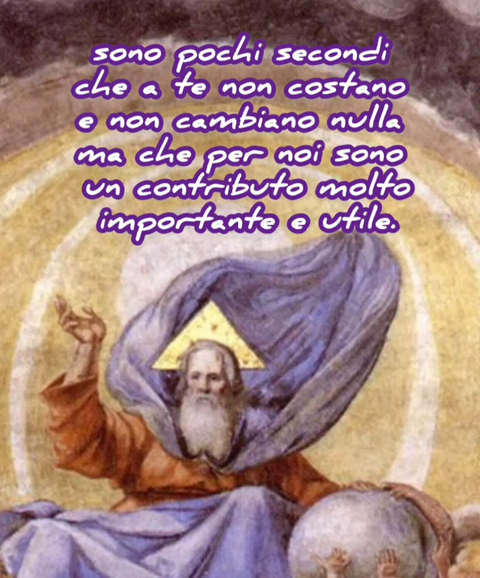 sono pochi secondi
che a te non costano
e non cambiano nulla
ma che per noi sono
un contributo molto
importante e utile.